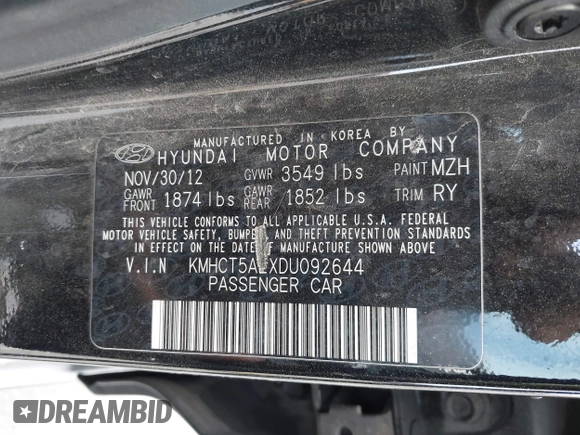 MANUFACTURED IN KOREA BY
HYUNDAI MOTOR COMPANY
NOV/30/12 GVWR 3549 lbs PAINT MZH
GAWR FRONT 1874 lbs GAWR REAR 1852 lbs TRIM RY
THIS VEHICLE CONFORMS TO ALL APPLICABLE U.S.A. FEDERAL
MOTOR VEHICLE SAFETY, AND THEFT PREVENTION STANDARDS
IN EFFECT ON THE DATE OF MANUFACTURE SHOWN ABOVE
V.I.N
PASSENGER CAR
DREAMBID